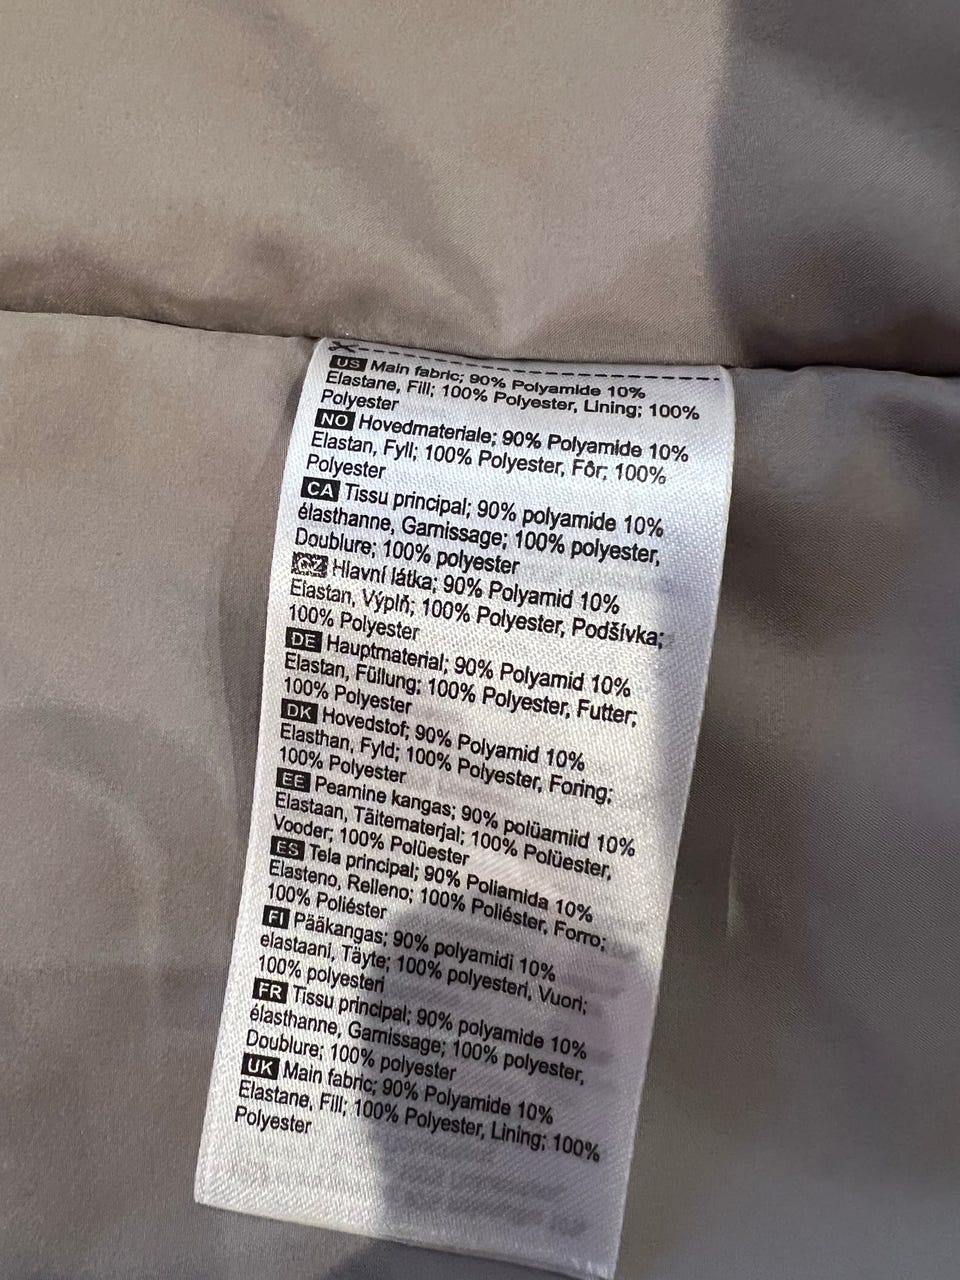 US Main fabric; 90% Polyamide 10%
Elastane, Fill; 100% Polyester, Lining; 100%
Polyester
NO Hovedmateriale; 90% Polyamide 10%
Elastan, Fyll; 100% Polyester, Fôr; 100%
Polyester
CA Tissu principal; 90% polyamide 10%
élasthanne, Garnissage; 100% polyester,
Doublure; 100% polyester
CZ Hlavní látka; 90% Polyamid 10%
Elastan, Výplň; 100% Polyester, Podšívka;
100% Polyester
DE Hauptmaterial; 90% Polyamid 10%
Elastan, Füllung; 100% Polyester, Futter;
100% Polyester
DK Hovedstof; 90% Polyamid 10%
Elasthan, Fyld; 100% Polyester, Foring;
100% Polyester
EE Peamine kangas; 90% polüamiid 10%
Elastaan, Täitematerjal; 100% Polüester,
Vooder; 100% Polüester
ES Tela principal; 90% Poliamida 10%
Elasteno, Relleno; 100% Poliéster, Forro;
100% Poliéster
FI Pääkangas; 90% polyamidi 10%
elastaani, Täyte; 100% polyesteri, Vuori;
100% polyesteri
FR Tissu principal; 90% polyamide 10%
élasthanne, Garnissage; 100% polyester,
Doublure; 100% polyester
UK Main fabric; 90% Polyamide 10%
Elastane, Fill; 100% Polyester, Lining; 100%
Polyester